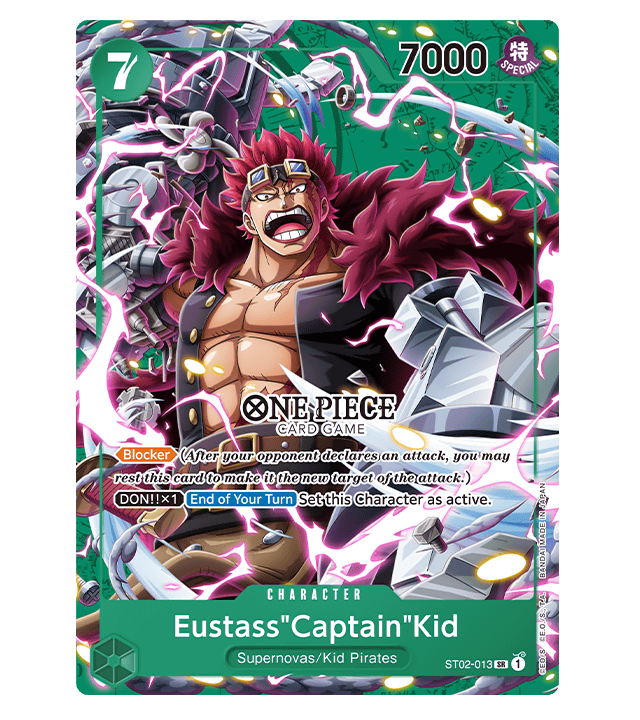 7
7000
特
SPECIAL
ONE PIECE
CARD GAME
Blocker (After your opponent declares an attack, you may
rest this card to make it the new target of the attack.)
DON!!×1 End of Your Turn Set this Character as active.
CHARACTER
Eustass"Captain"Kid
Supernovas/Kid Pirates
ST02-013 SR 1
BANDAI MADE IN JAPAN